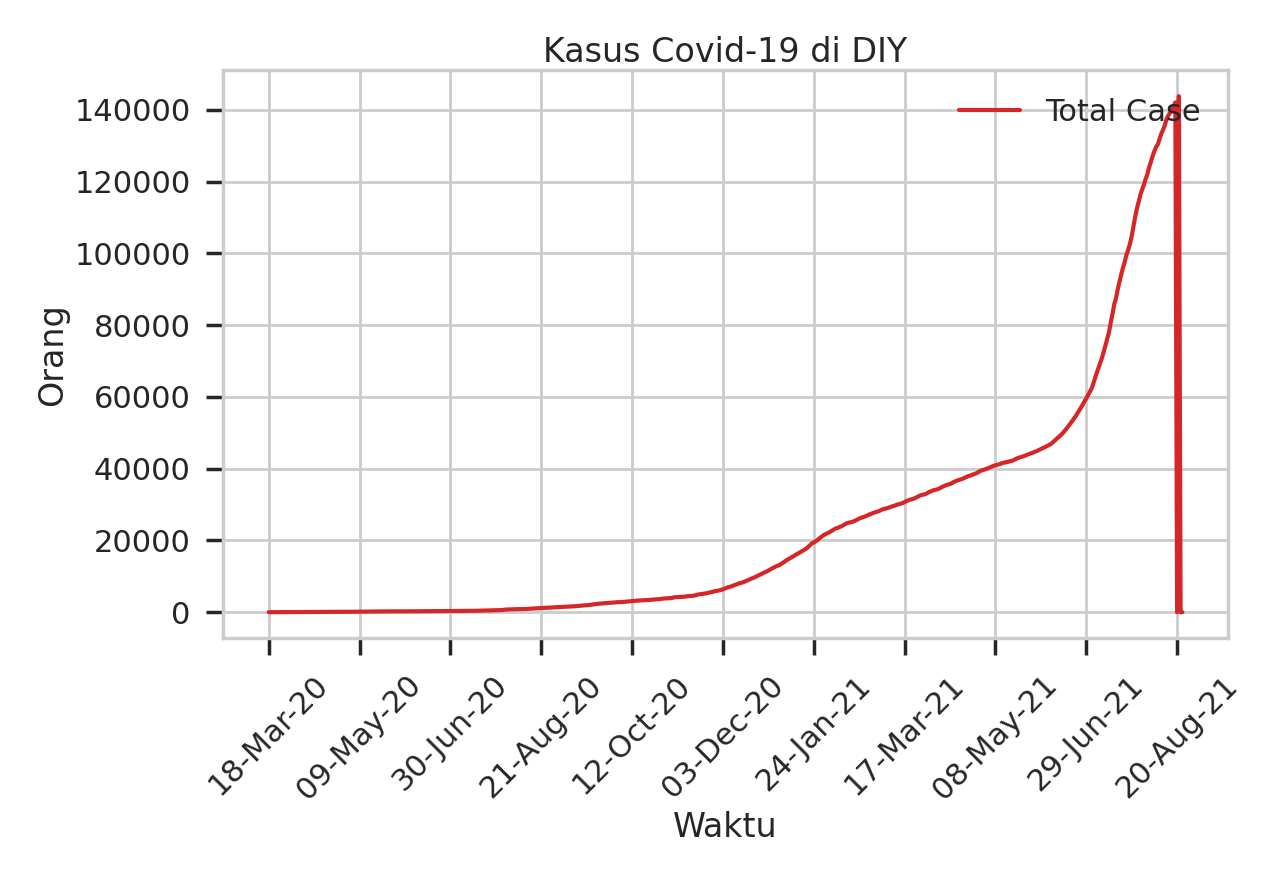 Kasus Covid-19 di DIY
Total Case
140000
120000
100000
80000
60000
40000
20000
0
Orang
18-Mar-20
09-May-20
30-Jun-20
21-Aug-20
12-Oct-20
03-Dec-20
24-Jan-21
17-Mar-21
08-May-21
29-Jun-21
20-Aug-21
Waktu